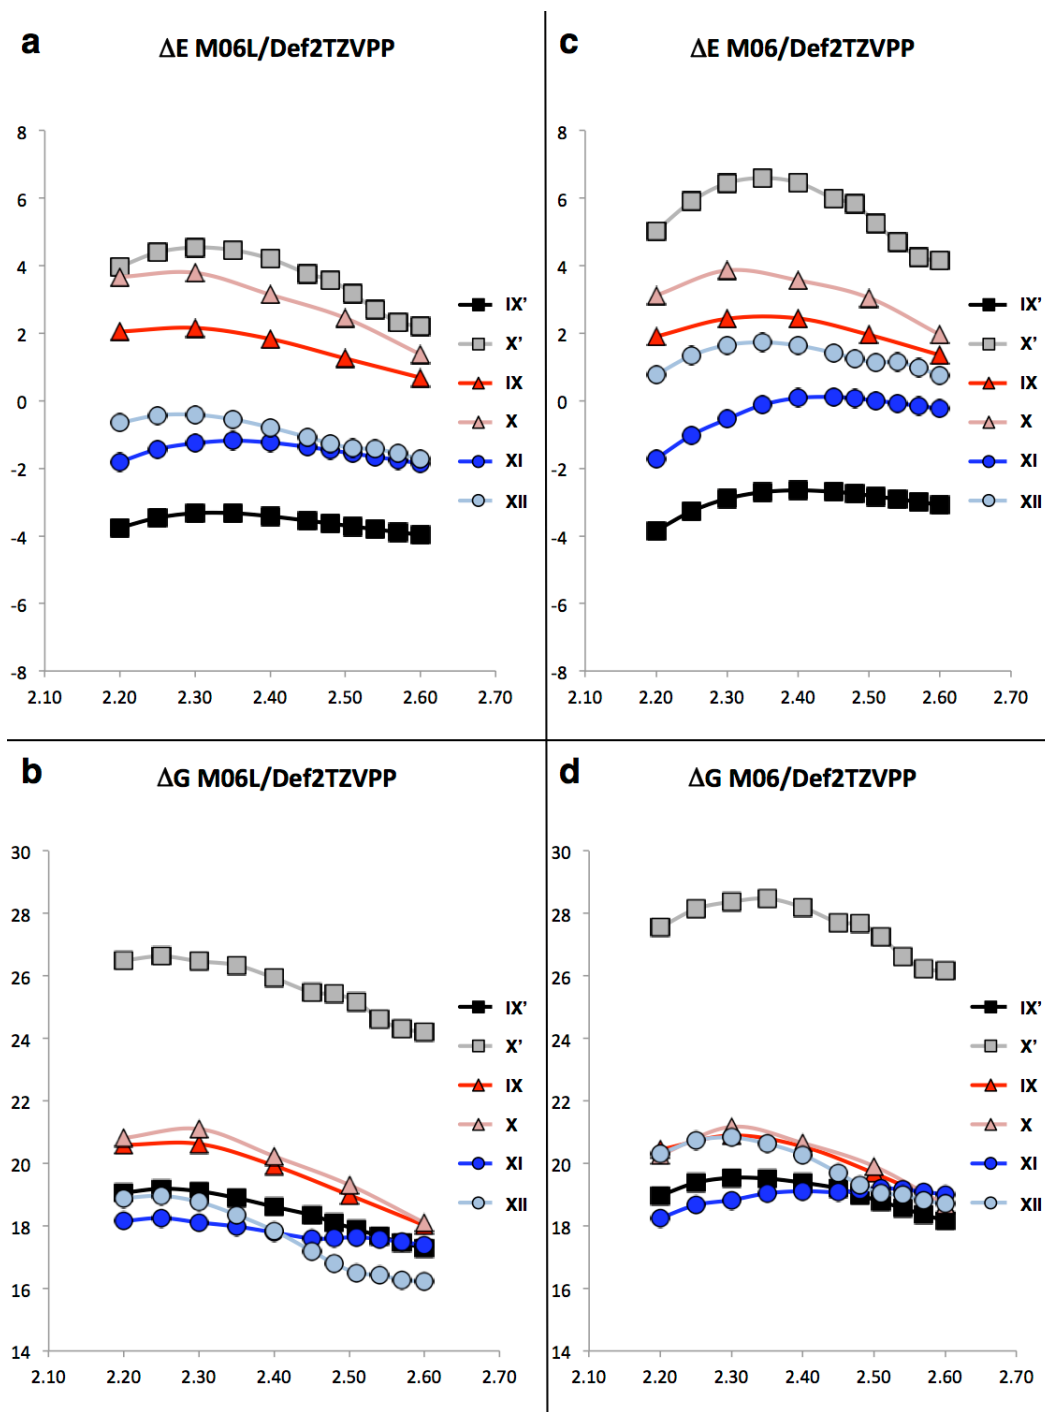 a
ΔE M06L/Def2TZVPP
8
6
4
2
0
-2
-4
-6
-8
2.10 2.20 2.30 2.40 2.50 2.60 2.70
IX’
X’
IX
X
XI
XII
c
ΔE M06/Def2TZVPP
8
6
4
2
0
-2
-4
-6
-8
2.10 2.20 2.30 2.40 2.50 2.60 2.70
IX’
X’
IX
X
XI
XII
b
ΔG M06L/Def2TZVPP
30
28
26
24
22
20
18
16
14
2.10 2.20 2.30 2.40 2.50 2.60 2.70
IX’
X’
IX
X
XI
XII
d
ΔG M06/Def2TZVPP
30
28
26
24
22
20
18
16
14
2.10 2.20 2.30 2.40 2.50 2.60 2.70
IX’
X’
IX
X
XI
XII